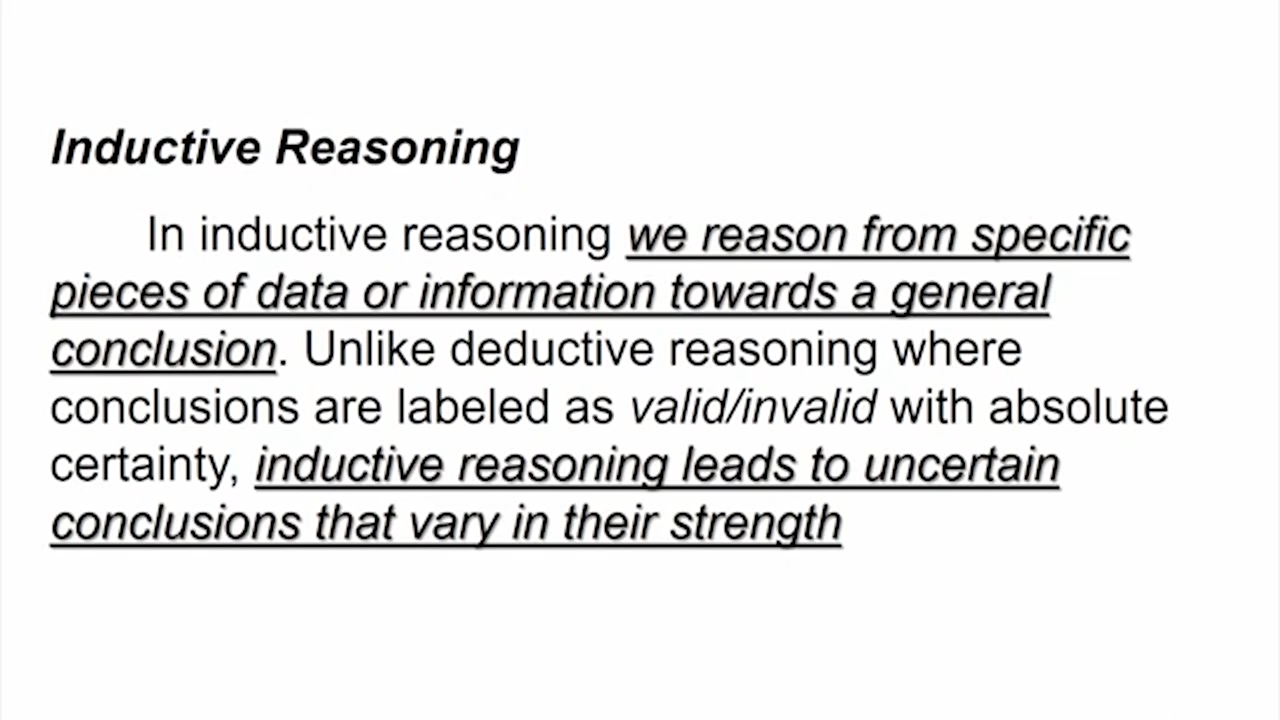 Inductive Reasoning
In inductive reasoning we reason from specific
pieces of data or information towards a general
conclusion. Unlike deductive reasoning where
conclusions are labeled as valid/invalid with absolute
certainty, inductive reasoning leads to uncertain
conclusions that vary in their strength